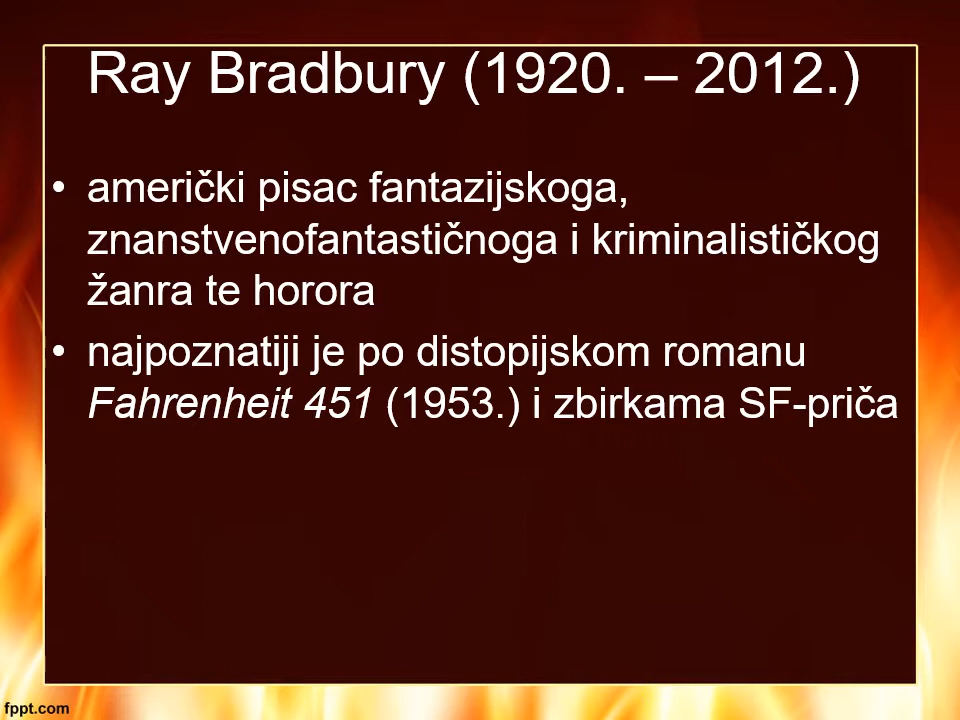 Ray Bradbury (1920. – 2012.)
• američki pisac fantazijskoga,
znanstvenofantastičnoga i kriminalističkog
žanra te horora
• najpoznatiji je po distopijskom romanu
Fahrenheit 451 (1953.) i zbirkama SF-priča
fppt.com